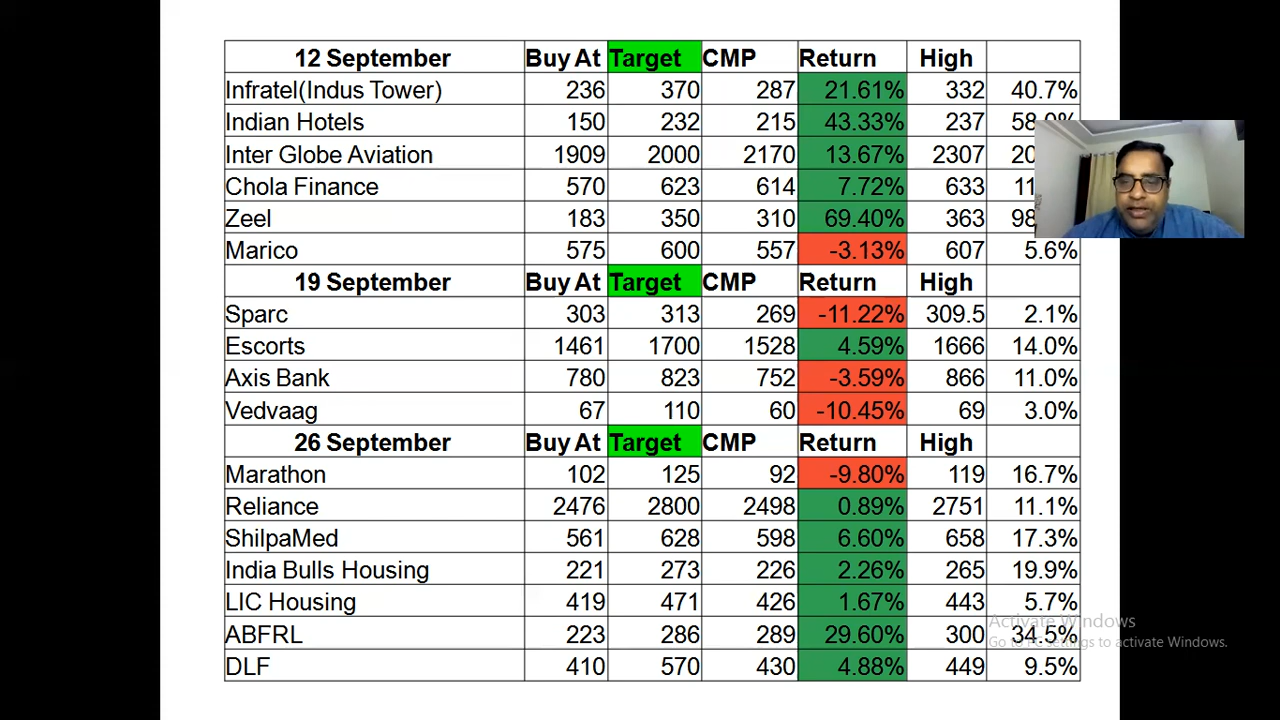 12 September Buy At Target CMP Return High
Infratel(Indus Tower) 236 370 287 21.61% 332 40.7%
Indian Hotels 150 232 215 43.33% 237
Inter Globe Aviation 1909 2000 2170 13.67% 2307
Chola Finance 570 623 614 7.72% 633
Zeel 183 350 310 69.40% 363
Marico 575 600 557 -3.13% 607 5.6%
19 September Buy At Target CMP Return High
Sparc 303 313 269 -11.22% 309.5 2.1%
Escorts 1461 1700 1528 4.59% 1666 14.0%
Axis Bank 780 823 752 -3.59% 866 11.0%
Vedvaag 67 110 60 -10.45% 69 3.0%
26 September Buy At Target CMP Return High
Marathon 102 125 92 -9.80% 119 16.7%
Reliance 2476 2800 2498 0.89% 2751 11.1%
ShilpaMed 561 628 598 6.60% 658 17.3%
India Bulls Housing 221 273 226 2.26% 265 19.9%
LIC Housing 419 471 426 1.67% 443 5.7%
Activate Windows
ABFRL 223 286 289 29.60% 300 34.5%
Go to PC settings to activate Windows.
DLF 410 570 430 4.88% 449 9.5%